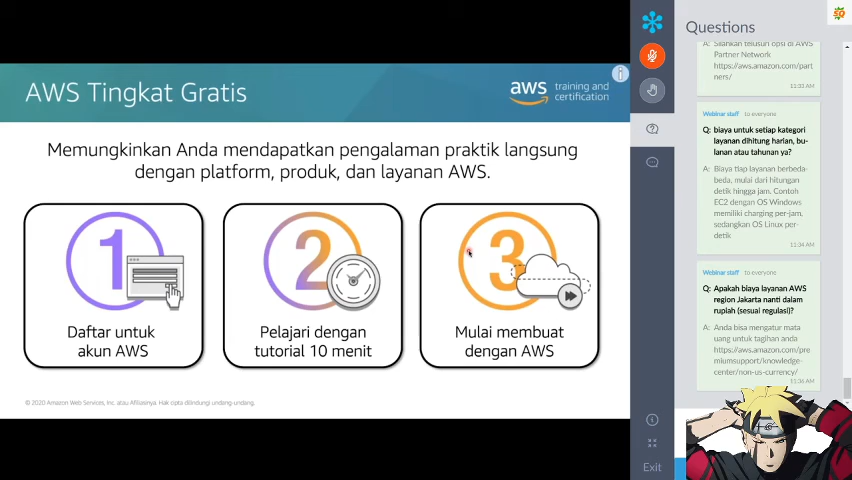 AWS Tingkat Gratis
aws training and
certification
Memungkinkan Anda mendapatkan pengalaman praktik langsung
dengan platform, produk, dan layanan AWS.
1
Daftar untuk
akun AWS
2
Pelajari dengan
tutorial 10 menit
3
Mulai membuat
dengan AWS
© 2020 Amazon Web Services, Inc. atau Afiliasinya. Hak cipta dilindungi undang-undang.
Exit
Questions
SQ
A: Silahkan telusuri opsi di AWS
Partner Network
https://aws.amazon.com/part
ners/
11:33 AM
Webinar staff to everyone
Q: biaya untuk setiap kategori
layanan dihitung harian, bu-
lanan atau tahunan ya?
A: Biaya tiap layanan berbeda-
beda, mulai dari hitungan
detik hingga jam. Contoh
EC2 dengan OS Windows
memiliki charging per-jam,
sedangkan OS Linux per-
detik
11:34 AM
Webinar staff to everyone
Q: Apakah biaya layanan AWS
region Jakarta nanti dalam
rupiah (sesuai regulasi)?
A: Anda bisa mengatur mata
uang untuk tagihan anda
https://aws.amazon.com/pre
miumsupport/knowledge-
center/non-us-currency/
11:36 AM